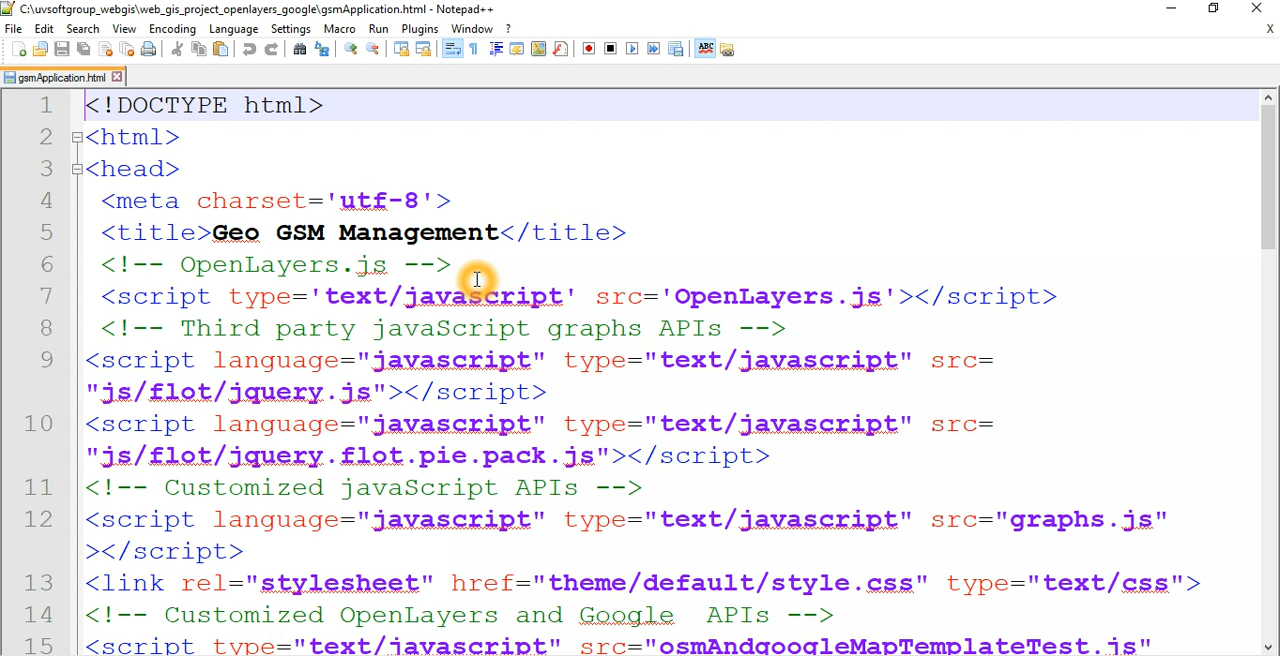 C:\uvsoftgroup_webgis\web_gis_project_openlayers_google\gsmApplication.html - Notepad++
File Edit Search View Encoding Language Settings Macro Run Plugins Window ? X
ABC
gsmApplication.html
1 <!DOCTYPE html>
2 <html>
3 <head>
4 <meta charset='utf-8'>
5 <title>Geo GSM Management</title>
6 <!-- OpenLayers.js -->
7 <script type='text/javascript' src='OpenLayers.js'></script>
8 <!-- Third party javaScript graphs APIs -->
9 <script language="javascript" type="text/javascript" src=
"js/flot/jquery.js"></script>
10 <script language="javascript" type="text/javascript" src=
"js/flot/jquery.flot.pie.pack.js"></script>
11 <!-- Customized javaScript APIs -->
12 <script language="javascript" type="text/javascript" src="graphs.js"
></script>
13 <link rel="stylesheet" href="theme/default/style.css" type="text/css">
14 <!-- Customized OpenLayers and Google  APIs -->
15 <script type="text/javascript" src="osmAndgoogleMapTemplateTest.js"